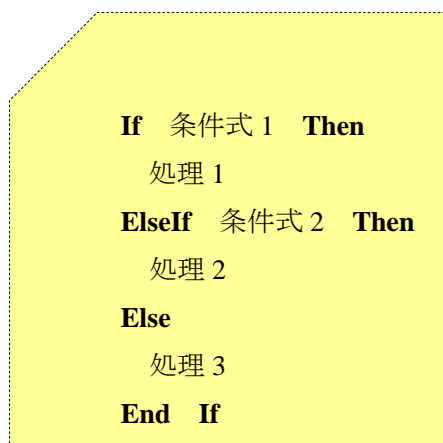 If　条件式 1　Then
　処理 1
ElseIf　条件式 2　Then
　処理 2
Else
　処理 3
End　If